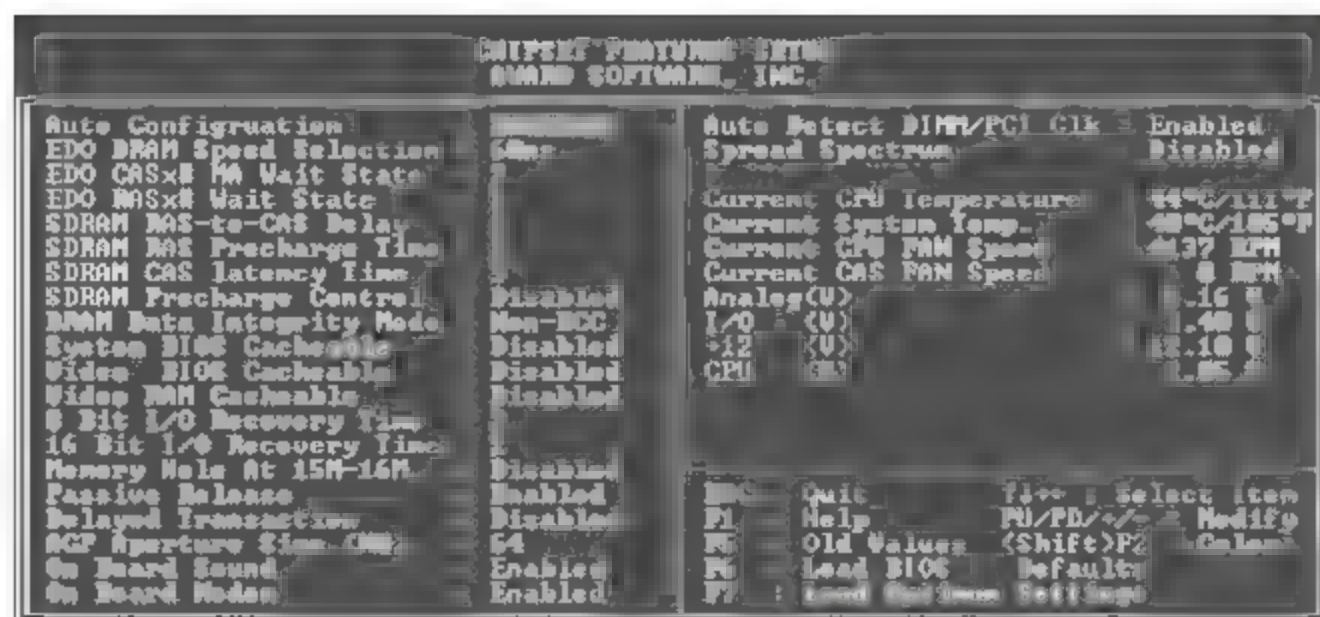 CHIPSET FEATURES SETUP
AWARD SOFTWARE, INC.
Auto Configruation
EDO DRAM Speed Selection
EDO CASx# MA Wait State
EDO RASx# Wait State
SDRAM RAS-to-CAS Delay
SDRAM RAS Precharge Time
SDRAM CAS latency Time
SDRAM Precharge Control Disabled
DRAM Data Integrity Mode Non-ECC
System BIOS Cacheable Disabled
Video BIOS Cacheable Disabled
Video RAM Cacheable Disabled
8 Bit I/O Recovery Time
16 Bit I/O Recovery Time
Memory Hole At 15M-16M Disabled
Passive Release Enabled
Delayed Transaction Disabled
AGP Aperture Size (MB) 64
On Board Sound Enabled
On Board Modem Enabled
Auto Detect DIMM/PCI Clk Enabled
Spread Spectrum Disabled
Current CPU Temperature 44°C/111°F
Current System Temp.
Current CPU FAN Speed
Current CAS FAN Speed 0 RPM
Analog(V)
I/O (V)
+12 (V)
CPU
Quit : Select Item
Help PU/PD/+/- Modify
Old Values (Shift)F2 Color
Load BIOS Defaults
Load Optimum Settings